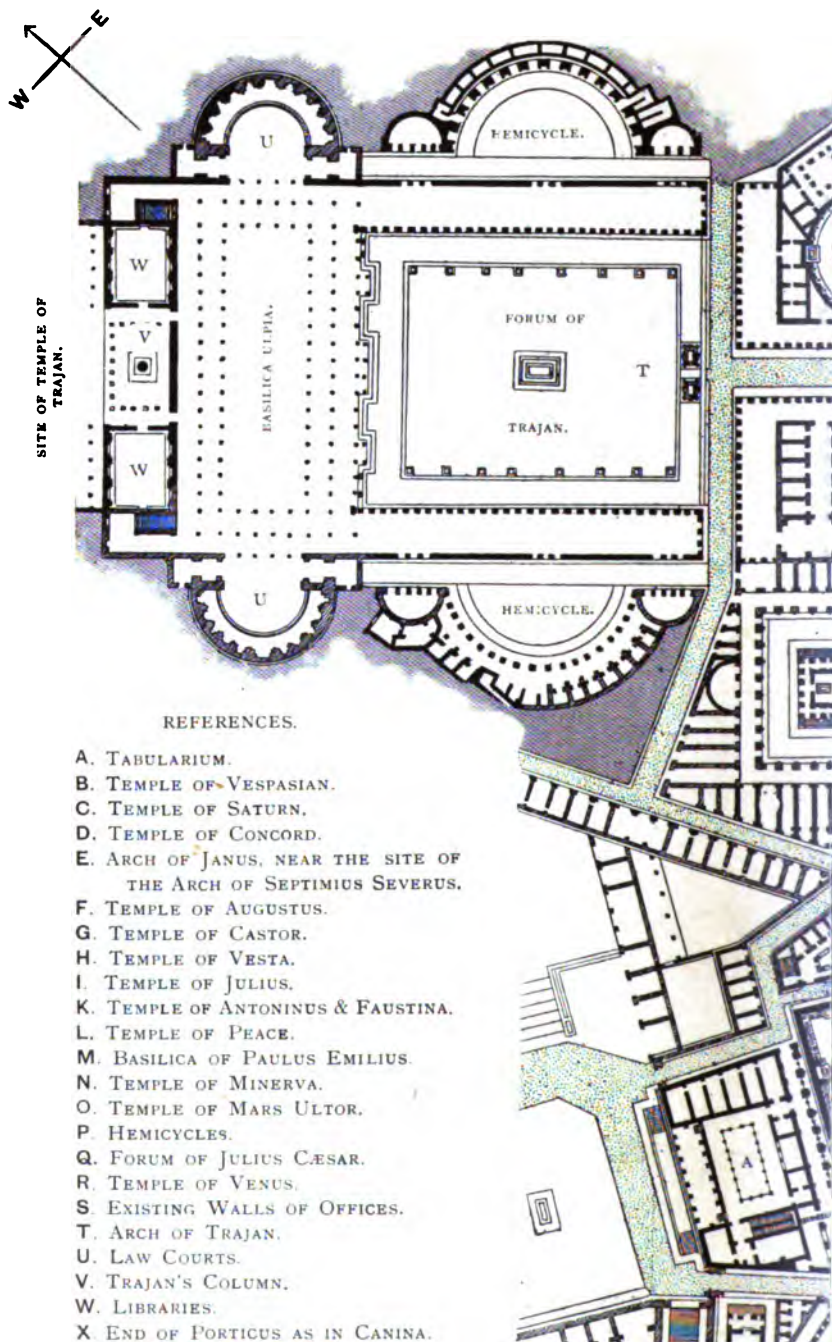 E
W
U
HEMICYCLE.
W
V
W
BASILICA ULPIA.
FORUM OF
T
TRAJAN.
SITE OF TEMPLE OF
TRAJAN.
U
HEMICYCLE.
REFERENCES.
A. TABULARIUM.
B. TEMPLE OF VESPASIAN.
C. TEMPLE OF SATURN.
D. TEMPLE OF CONCORD.
E. ARCH OF JANUS, NEAR THE SITE OF
THE ARCH OF SEPTIMIUS SEVERUS.
F. TEMPLE OF AUGUSTUS.
G. TEMPLE OF CASTOR.
H. TEMPLE OF VESTA.
I. TEMPLE OF JULIUS.
K. TEMPLE OF ANTONINUS & FAUSTINA.
L. TEMPLE OF PEACE.
M. BASILICA OF PAULUS EMILIUS.
N. TEMPLE OF MINERVA.
O. TEMPLE OF MARS ULTOR.
P. HEMICYCLES.
Q. FORUM OF JULIUS CÆSAR.
R. TEMPLE OF VENUS.
S. EXISTING WALLS OF OFFICES.
T. ARCH OF TRAJAN.
U. LAW COURTS.
V. TRAJAN'S COLUMN.
W. LIBRARIES.
X. END OF PORTICUS AS IN CANINA.
A